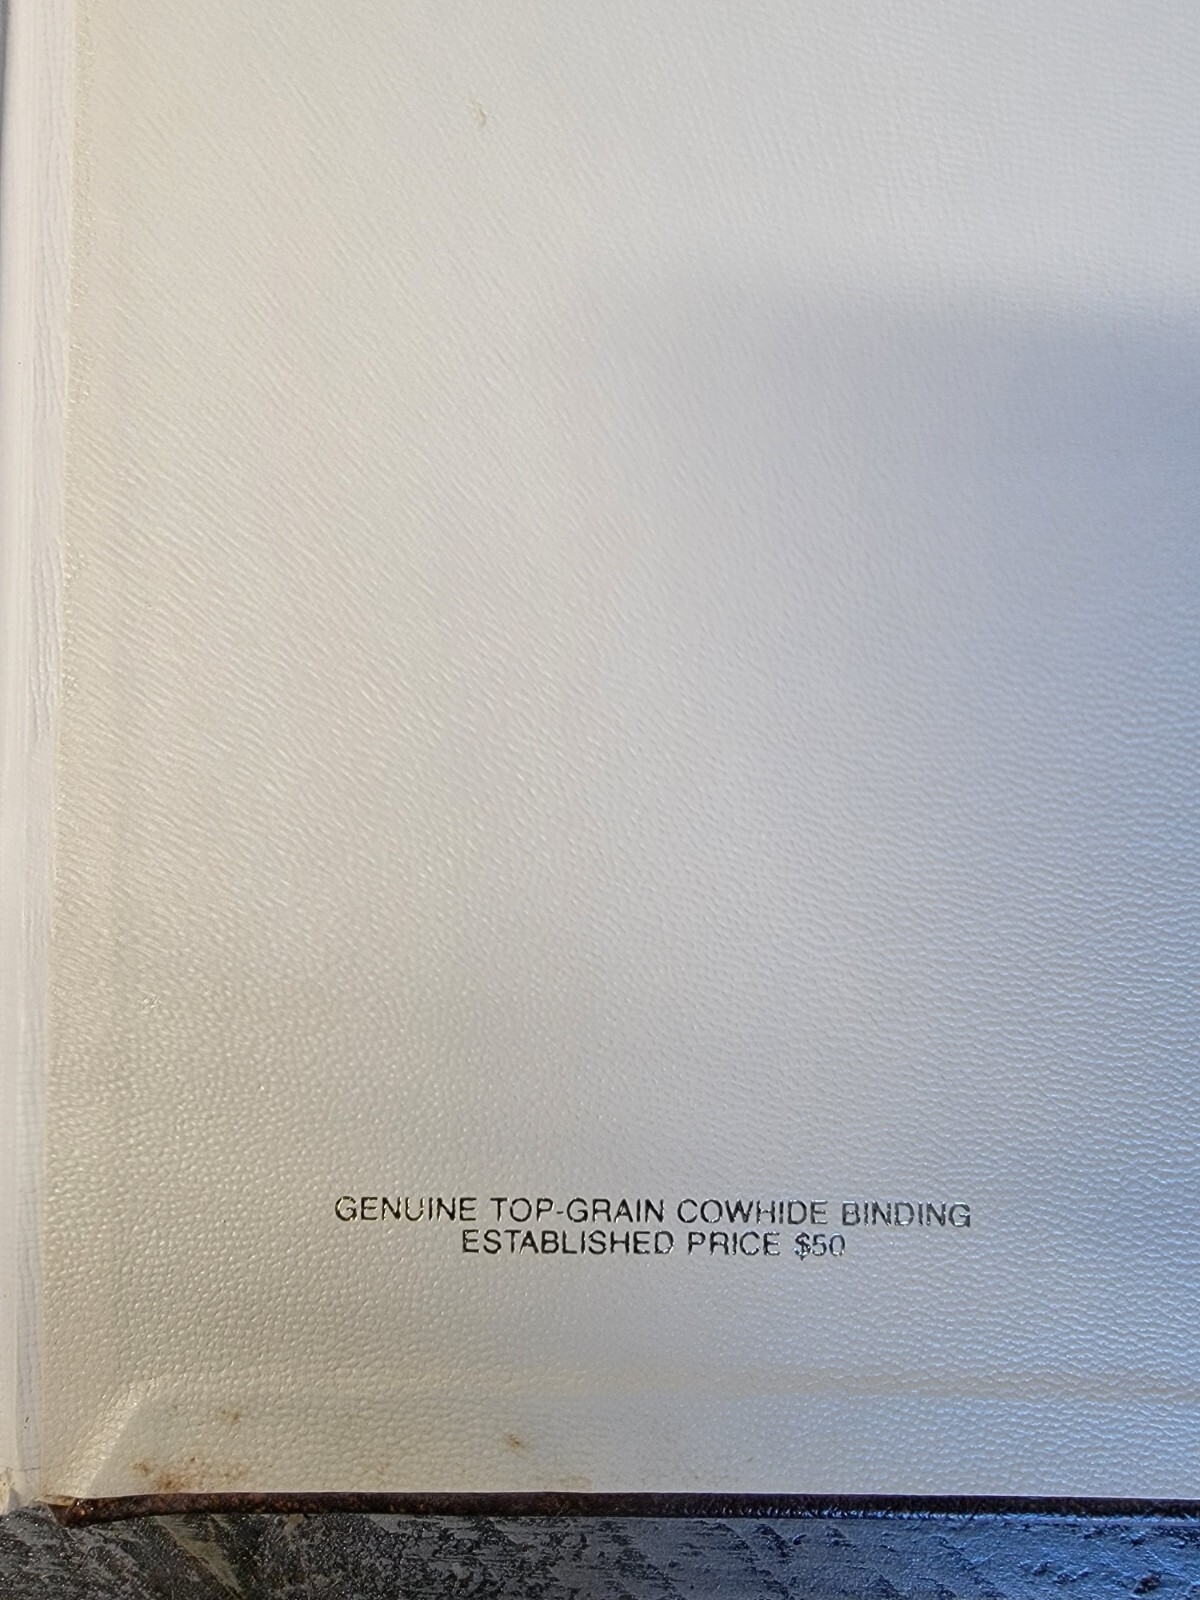 GENUINE TOP-GRAIN COWHIDE BINDING
ESTABLISHED PRICE $50